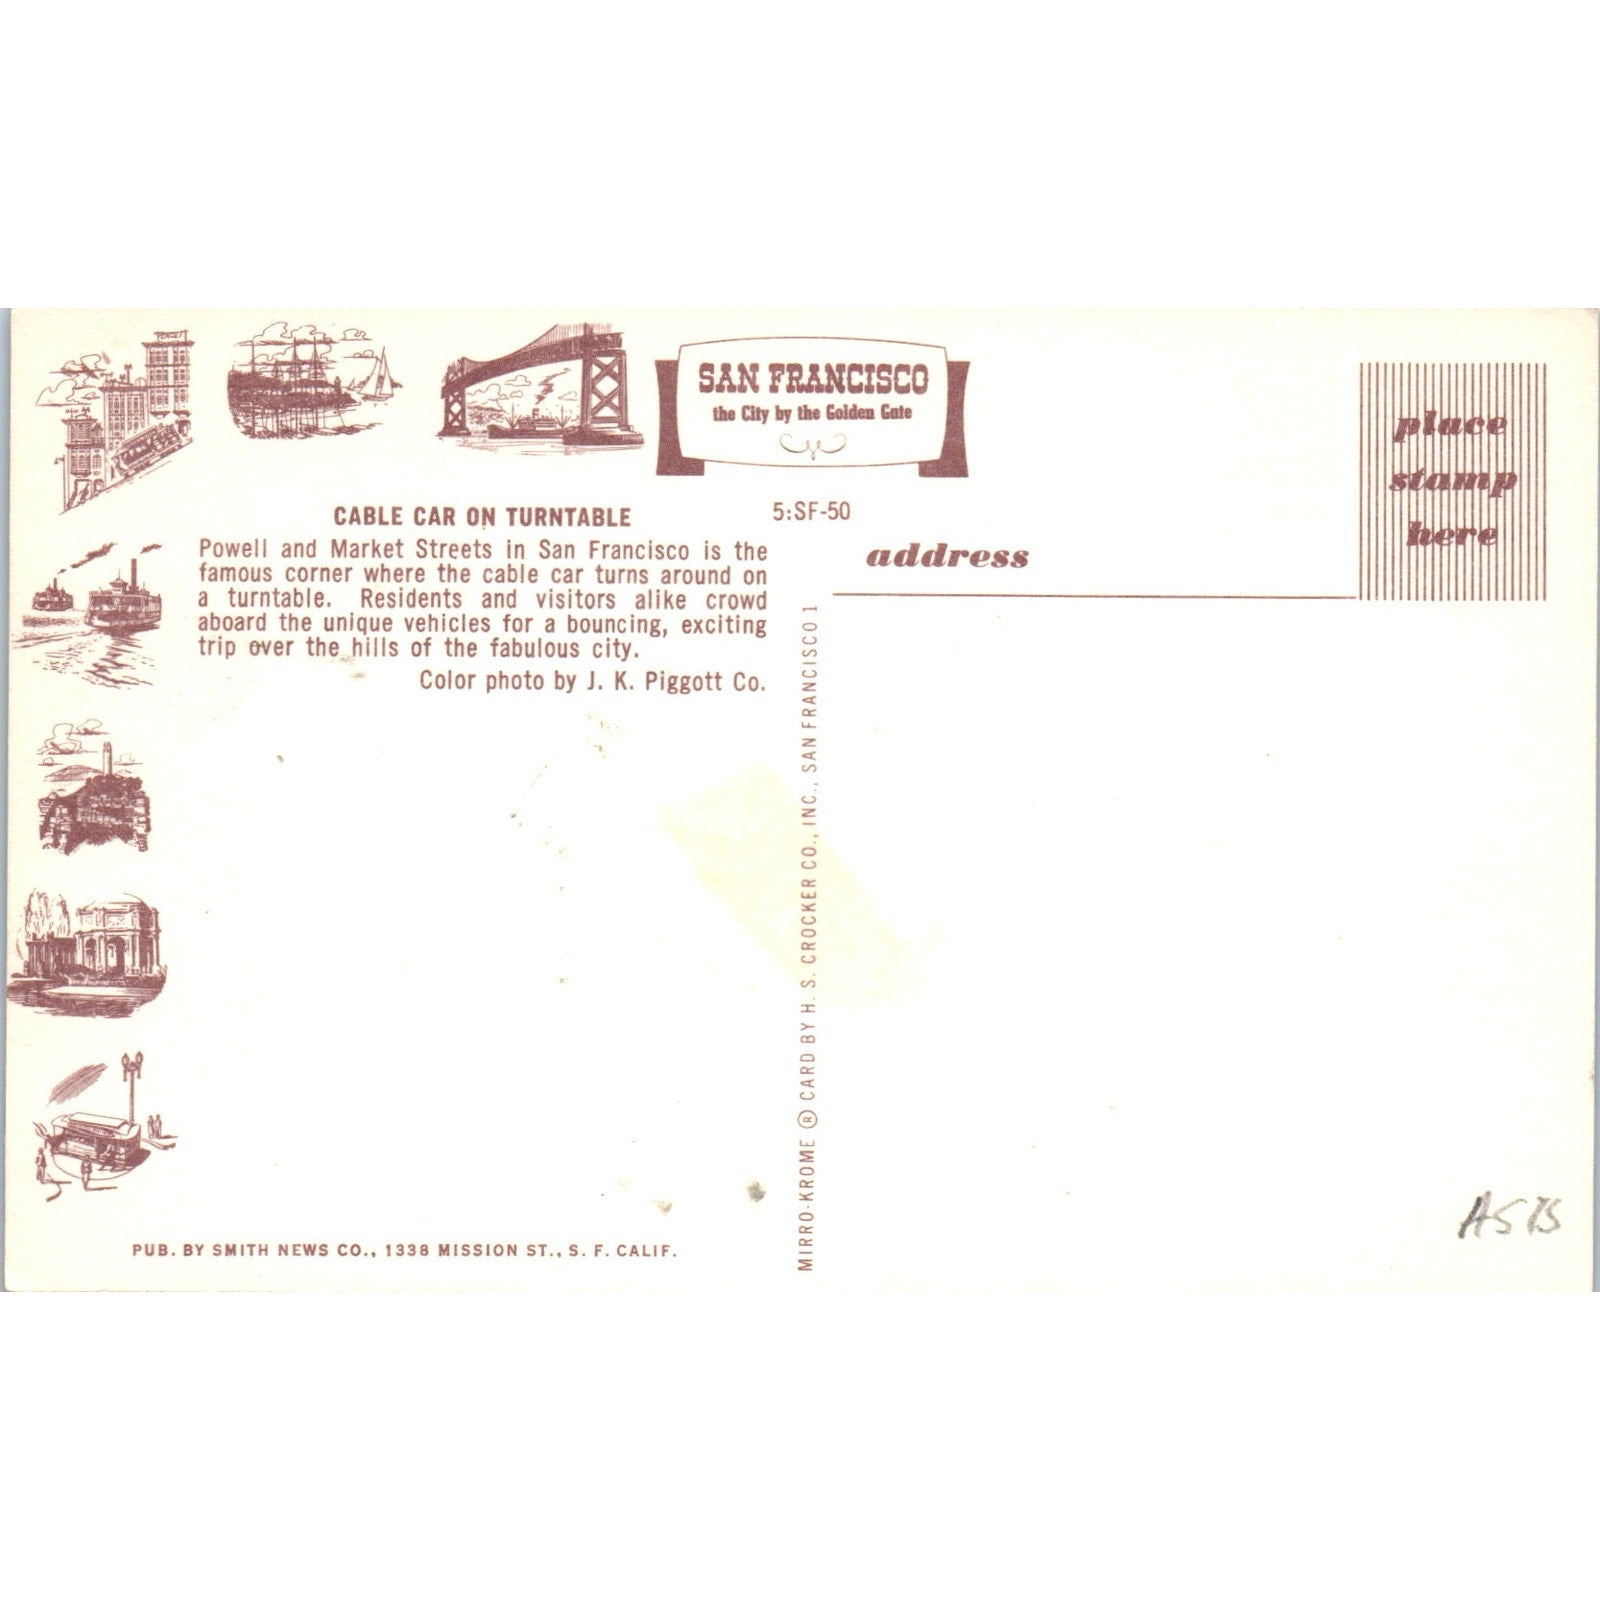 SAN FRANCISCO
the City by the Golden Gate
place
stamp
here
CABLE CAR ON TURNTABLE
5:SF-50
Powell and Market Streets in San Francisco is the
famous corner where the cable car turns around on
a turntable. Residents and visitors alike crowd
aboard the unique vehicles for a bouncing, exciting
trip over the hills of the fabulous city.
Color photo by J. K. Piggott Co.
address
MIRRO-KROME ® CARD BY H. S. CROCKER CO., INC., SAN FRANCISCO 1
PUB. BY SMITH NEWS CO., 1338 MISSION ST., S. F. CALIF.